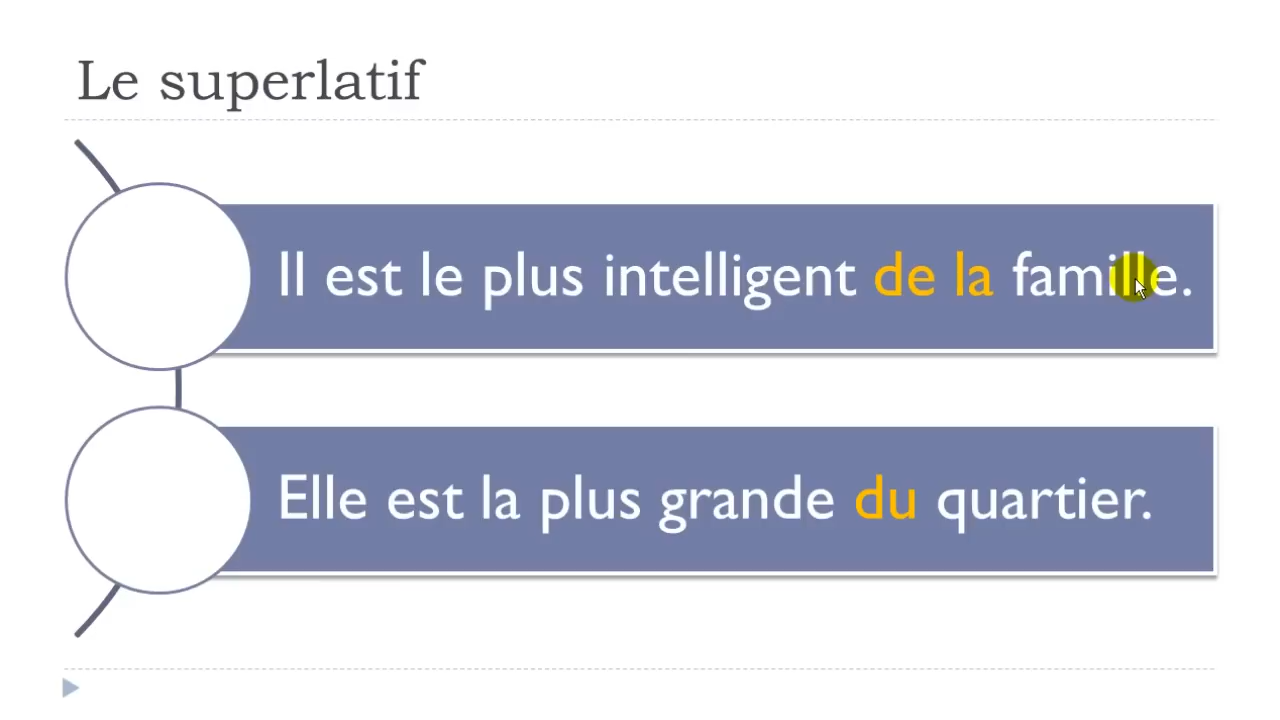 Le superlatif
Il est le plus intelligent de la famille.
Elle est la plus grande du quartier.